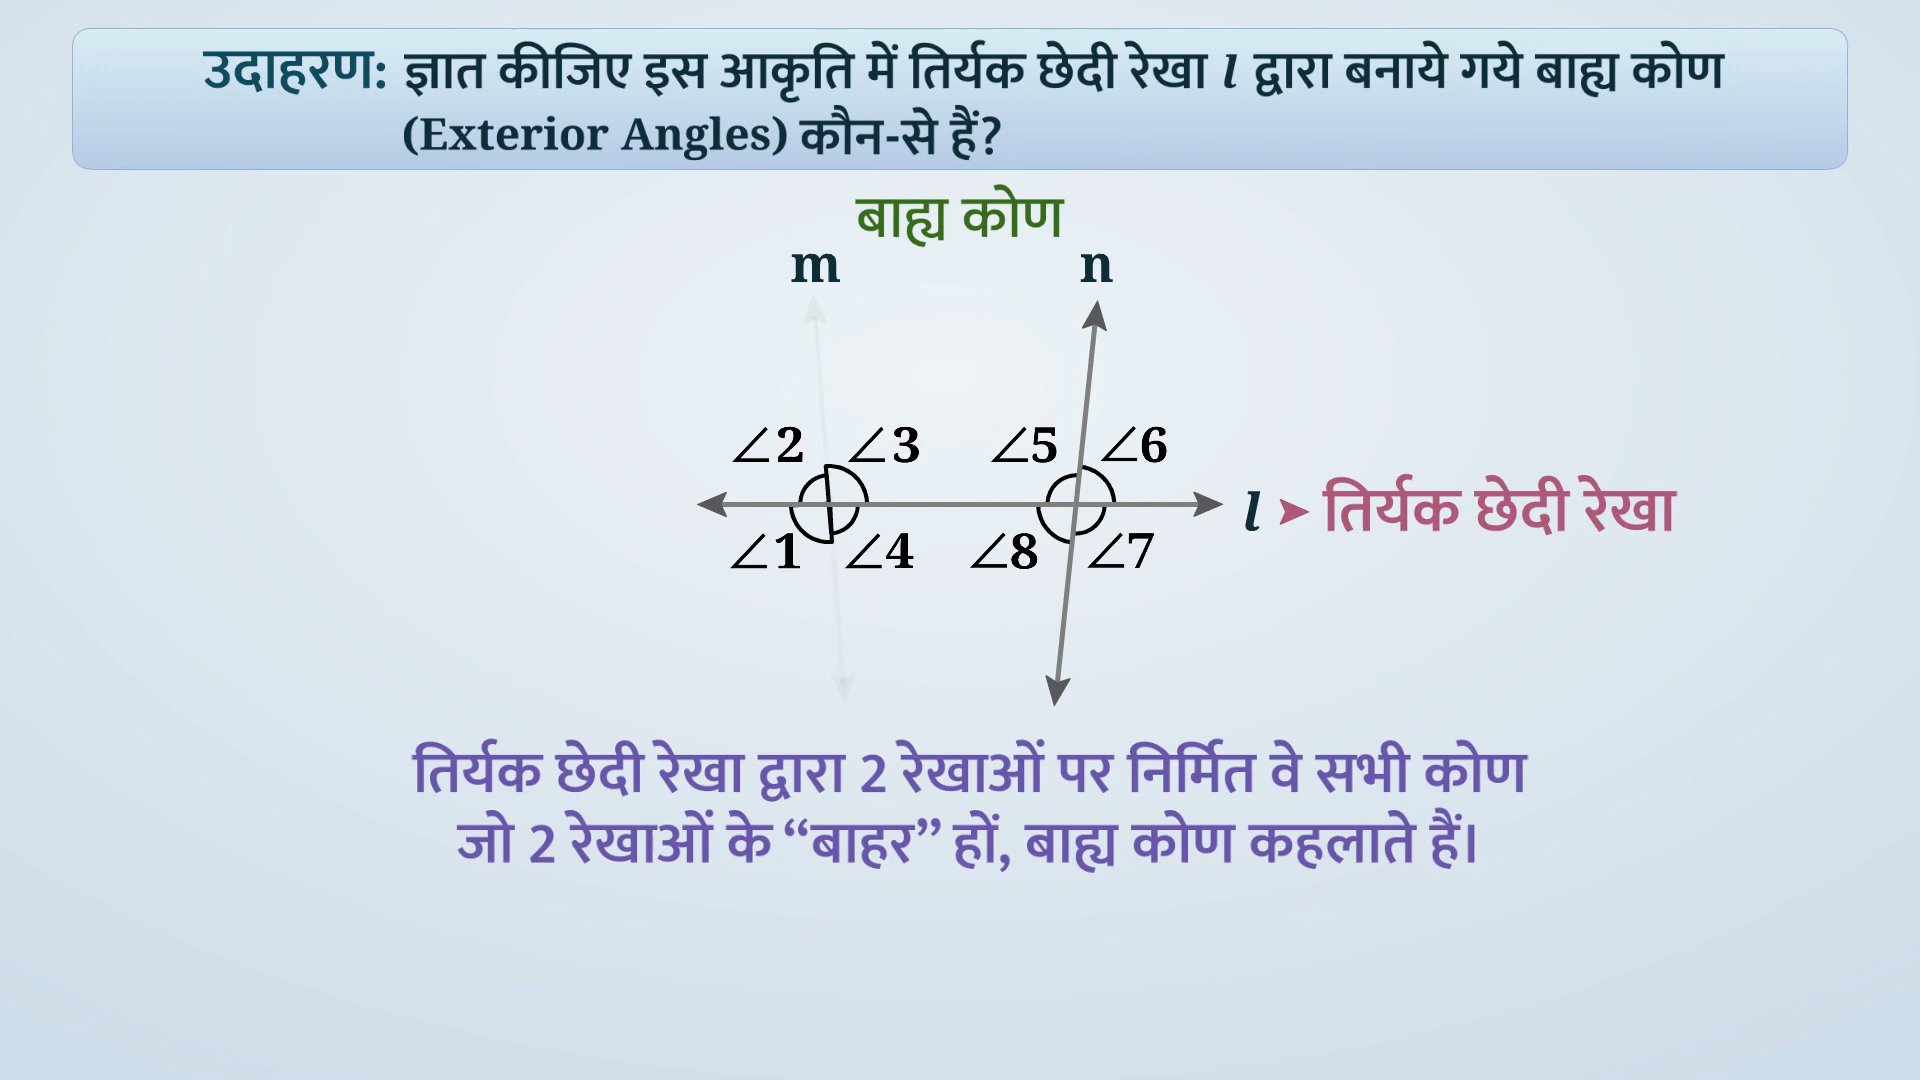 उदाहरण: ज्ञात कीजिए इस आकृति में तिर्यक छेदी रेखा l द्वारा बनाये गये बाह्य कोण
(Exterior Angles) कौन-से हैं?
बाह्य कोण
m n
∠2 ∠3 ∠5 ∠6
l ➤ तिर्यक छेदी रेखा
∠1 ∠4 ∠8 ∠7
तिर्यक छेदी रेखा द्वारा 2 रेखाओं पर निर्मित वे सभी कोण
जो 2 रेखाओं के “बाहर” हों, बाह्य कोण कहलाते हैं।